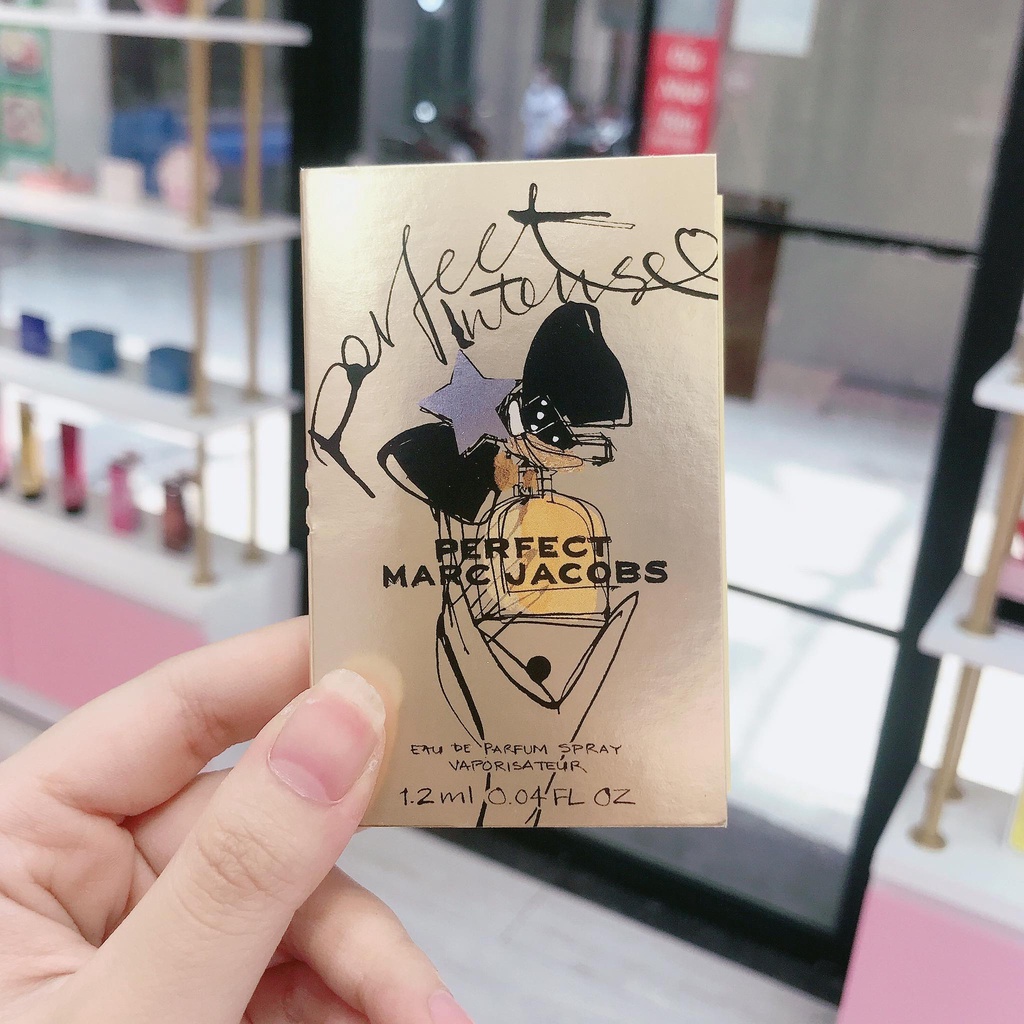 Perfect
intense
PERFECT
MARC JACOBS
EAU DE PARFUM SPRAY
VAPORISATEUR
1.2 ml 0.04 FL OZ